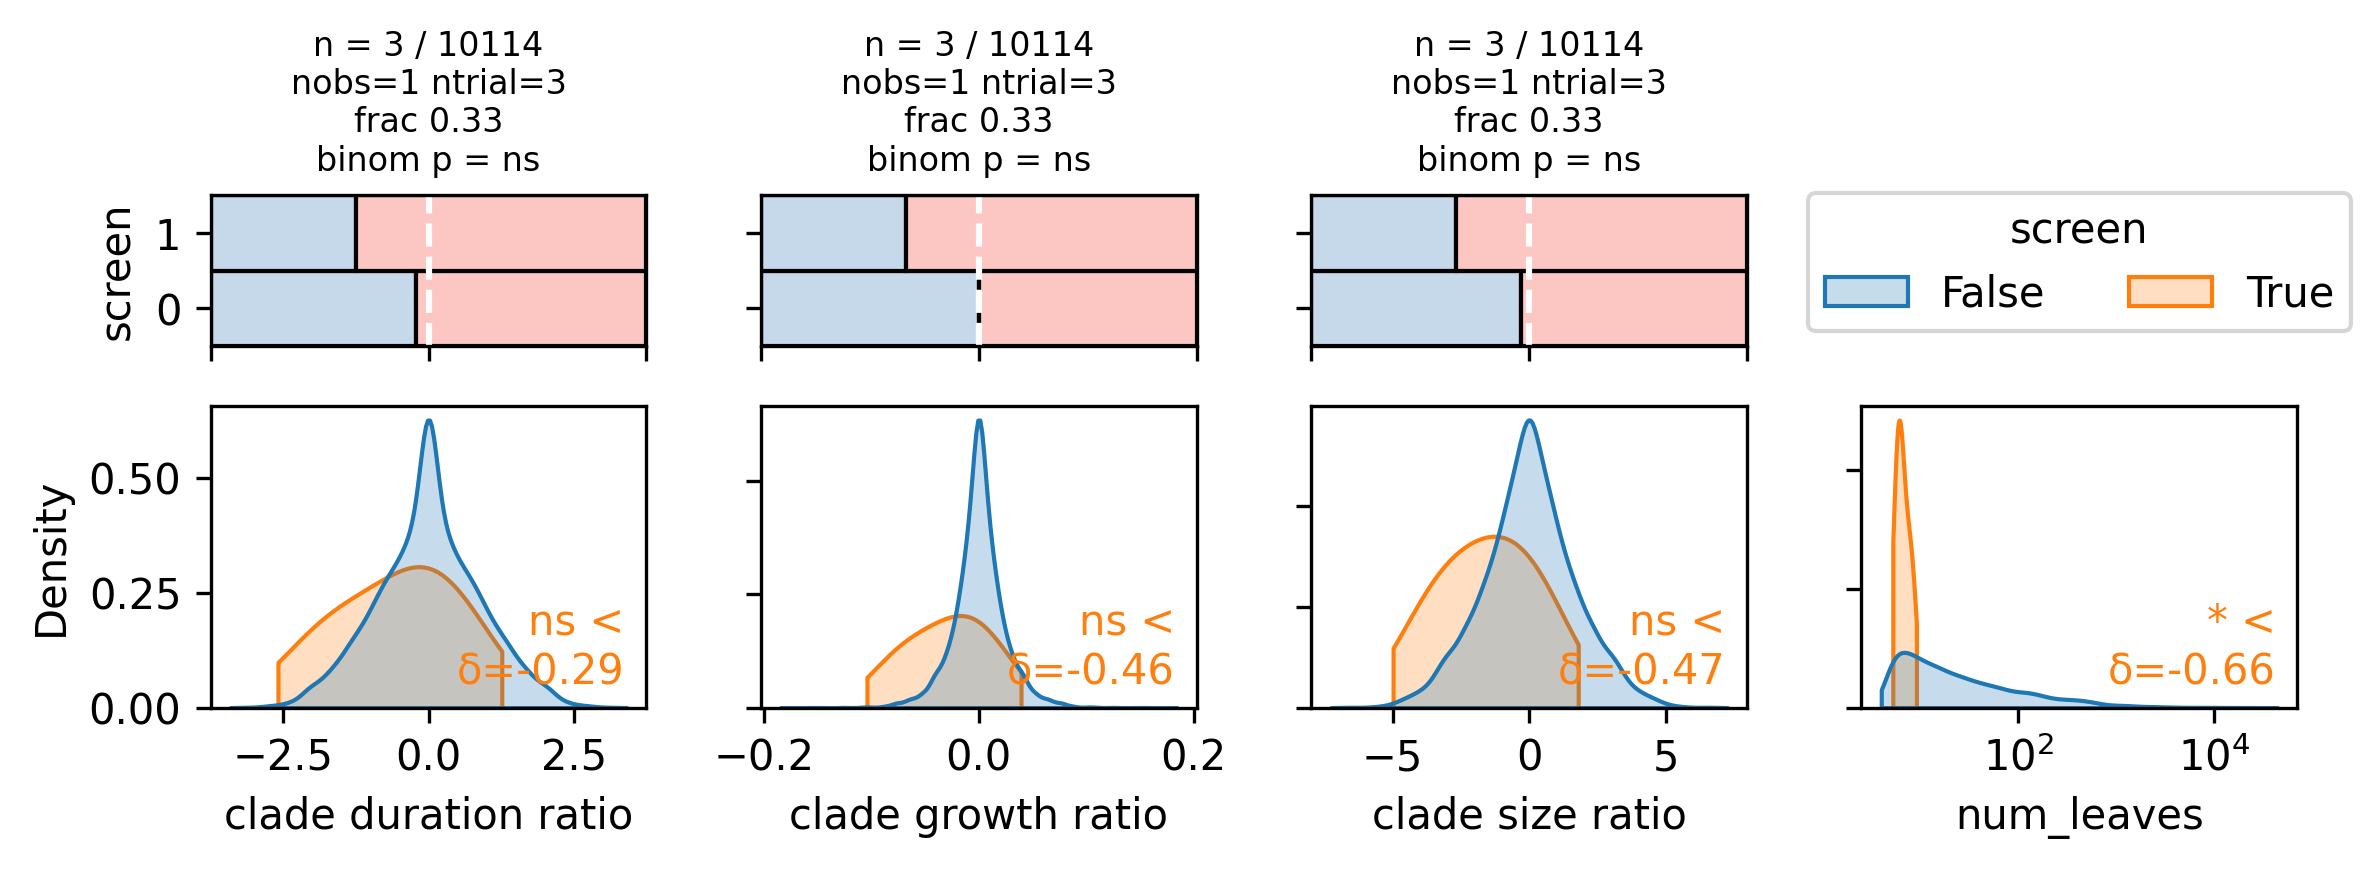 n = 3 / 10114
nobs=1 ntrial=3
frac 0.33
binom p = ns
n = 3 / 10114
nobs=1 ntrial=3
frac 0.33
binom p = ns
n = 3 / 10114
nobs=1 ntrial=3
frac 0.33
binom p = ns
screen
1
0
screen
False
True
Density
0.50
0.25
0.00
ns <
δ=-0.29
ns <
δ=-0.46
ns <
δ=-0.47
* <
δ=-0.66
−2.5
0.0
2.5
−0.2
0.0
0.2
−5
0
5
10²
10⁴
clade duration ratio
clade growth ratio
clade size ratio
num_leaves